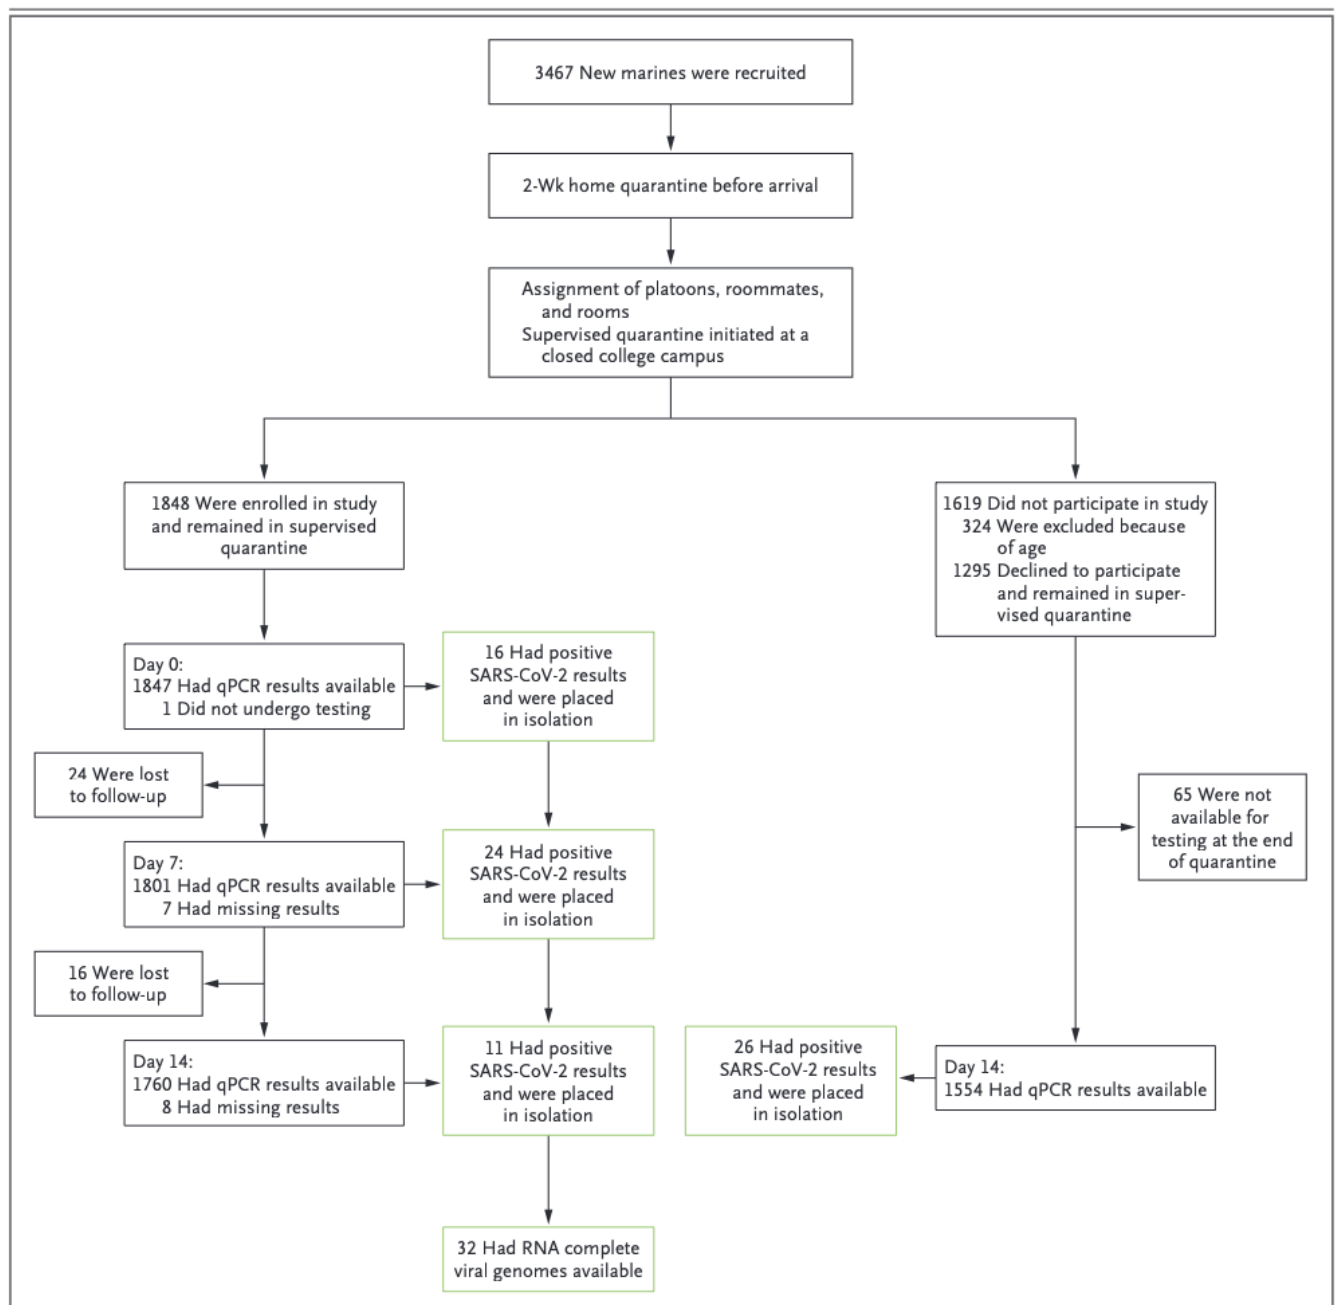 3467 New marines were recruited
2-Wk home quarantine before arrival
Assignment of platoons, roommates,
and rooms
Supervised quarantine initiated at a
closed college campus
1848 Were enrolled in study
and remained in supervised
quarantine
1619 Did not participate in study
324 Were excluded because
of age
1295 Declined to participate
and remained in super-
vised quarantine
Day 0:
1847 Had qPCR results available
1 Did not undergo testing
16 Had positive
SARS-CoV-2 results
and were placed
in isolation
24 Were lost
to follow-up
65 Were not
available for
testing at the end
of quarantine
Day 7:
1801 Had qPCR results available
7 Had missing results
24 Had positive
SARS-CoV-2 results
and were placed
in isolation
16 Were lost
to follow-up
Day 14:
1760 Had qPCR results available
8 Had missing results
11 Had positive
SARS-CoV-2 results
and were placed
in isolation
26 Had positive
SARS-CoV-2 results
and were placed
in isolation
Day 14:
1554 Had qPCR results available
32 Had RNA complete
viral genomes available